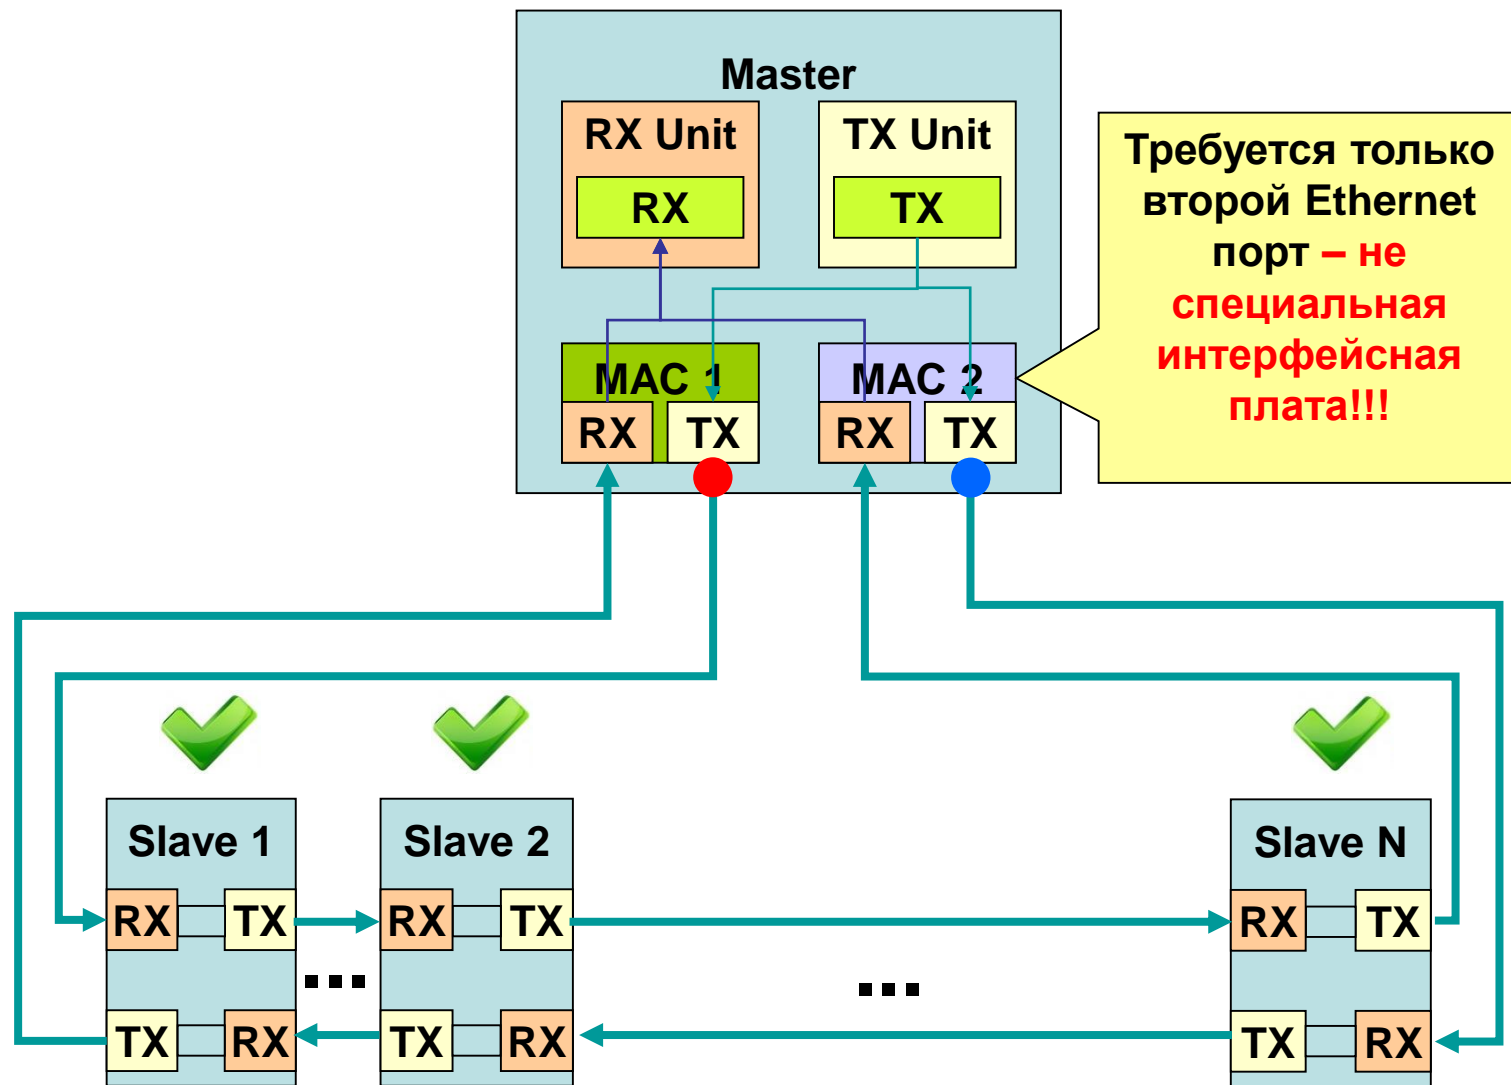 Master
RX Unit
TX Unit
RX
TX
MAC 1
MAC 2
RX
TX
RX
TX
Требуется только
второй Ethernet
порт – не
специальная
интерфейсная
плата!!!
Slave 1
Slave 2
Slave N
RX
TX
RX
TX
RX
TX
...
...
TX
RX
TX
RX
TX
RX